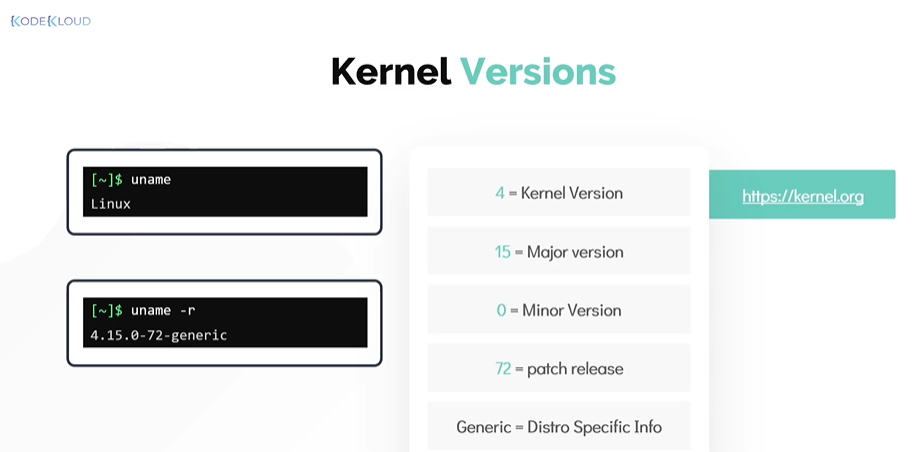 KODEKLOUD
Kernel Versions
[~]$ uname
Linux
[~]$ uname -r
4.15.0-72-generic
4 = Kernel Version
15 = Major version
0 = Minor Version
72 = patch release
Generic = Distro Specific Info
https://kernel.org